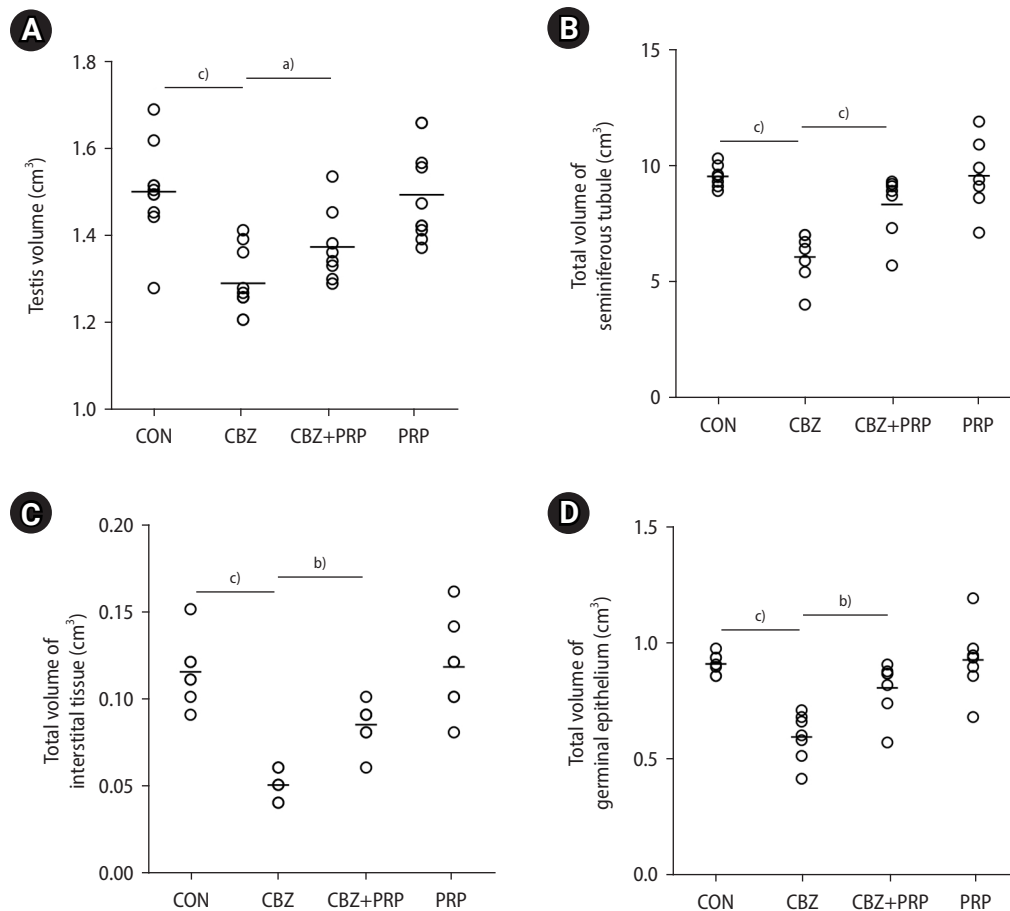 A
Testis volume (cm³)
1.8
1.6
1.4
1.2
1.0
c)
a)
CON CBZ CBZ+PRP PRP
B
Total volume of
seminiferous tubule (cm³)
15
10
5
0
c)
c)
CON CBZ CBZ+PRP PRP
C
Total volume of
interstital tissue (cm³)
0.20
0.15
0.10
0.05
0.00
c)
b)
CON CBZ CBZ+PRP PRP
D
Total volume of
germinal epithelium (cm³)
1.5
1.0
0.5
0.0
c)
b)
CON CBZ CBZ+PRP PRP